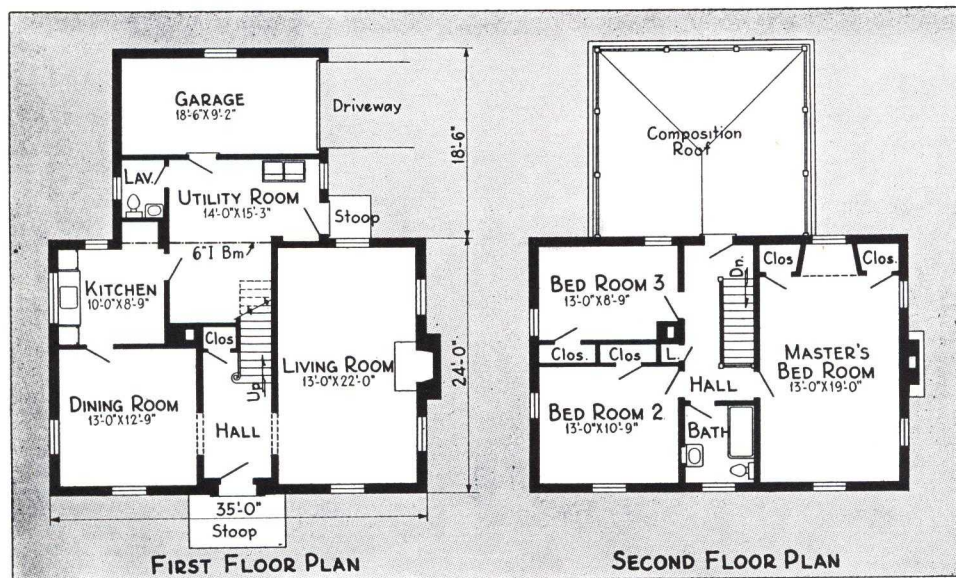 GARAGE
18'-6"X9'-2"
Driveway
18'-6"
LAV.
UTILITY ROOM
14'-0"X15'-3"
Stoop
6" I Bm
KITCHEN
10'-0"X8'-9"
Clos
Up
LIVING ROOM
13'-0"X22'-0"
24'-0"
DINING ROOM
13'-0"X12'-9"
HALL
35'-0"
Stoop
FIRST FLOOR PLAN
Composition
Roof
Clos
Dn.
Clos.
BED ROOM 3
13'-0"X8'-9"
Clos.
Clos
L.
MASTER'S
BED ROOM
13'-0"X19'-0"
HALL
BED ROOM 2
13'-0"X10'-9"
BATH
SECOND FLOOR PLAN